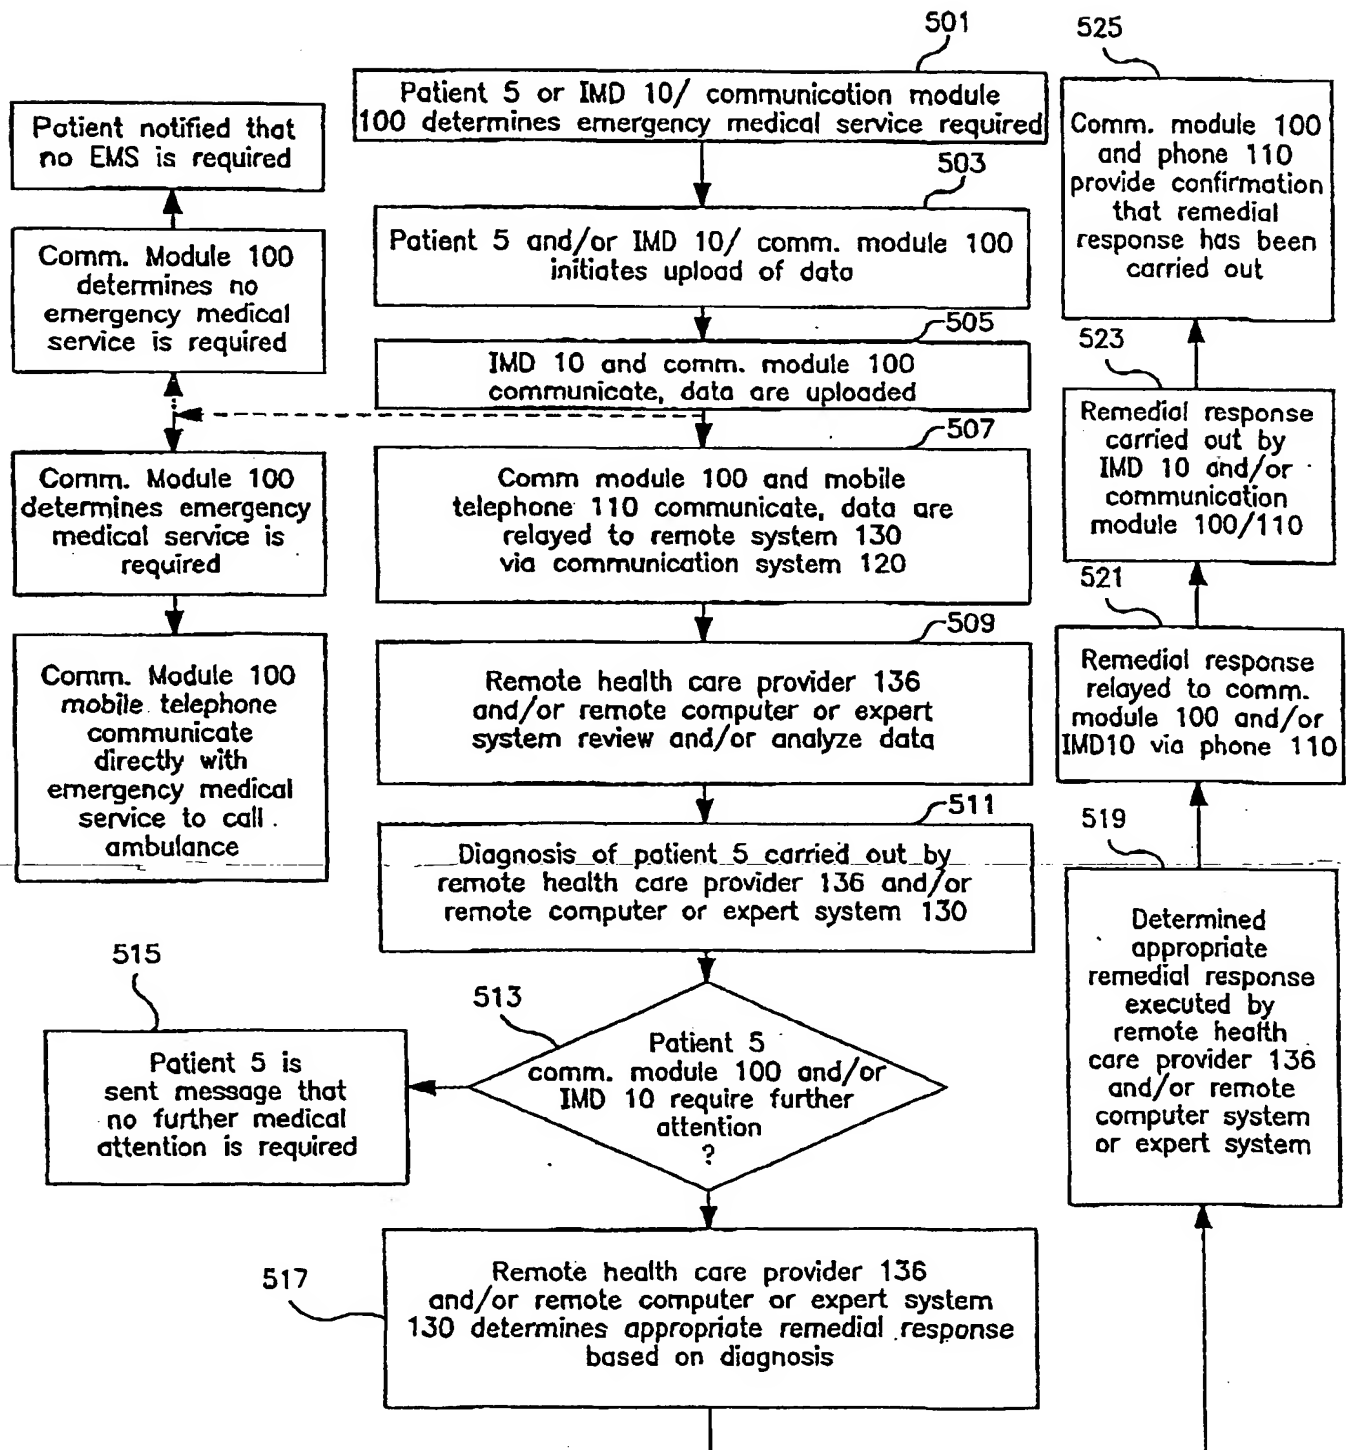 501
Patient 5 or IMD 10/ communication module
100 determines emergency medical service required
503
Patient 5 and/or IMD 10/ comm. module 100
initiates upload of data
505
IMD 10 and comm. module 100
communicate, data are uploaded
507
Comm module 100 and mobile
telephone 110 communicate, data are
relayed to remote system 130
via communication system 120
509
Remote health care provider 136
and/or remote computer or expert
system review and/or analyze data
511
Diagnosis of patient 5 carried out by
remote health care provider 136 and/or
remote computer or expert system 130
513
Patient 5
comm. module 100 and/or
IMD 10 require further
attention
?
515
Patient 5 is
sent message that
no further medical
attention is required
517
Remote health care provider 136
and/or remote computer or expert system
130 determines appropriate remedial response
based on diagnosis
Patient notified that
no EMS is required
Comm. Module 100
determines no
emergency medical
service is required
Comm. Module 100
determines emergency
medical service is
required
Comm. Module 100
mobile telephone
communicate
directly with
emergency medical
service to call
ambulance
525
Comm. module 100
and phone 110
provide confirmation
that remedial
response has been
carried out
523
Remedial response
carried out by
IMD 10 and/or
communication
module 100/110
521
Remedial response
relayed to comm.
module 100 and/or
IMD10 via phone 110
519
Determined
appropriate
remedial response
executed by
remote health
care provider 136
and/or remote
computer system
or expert system